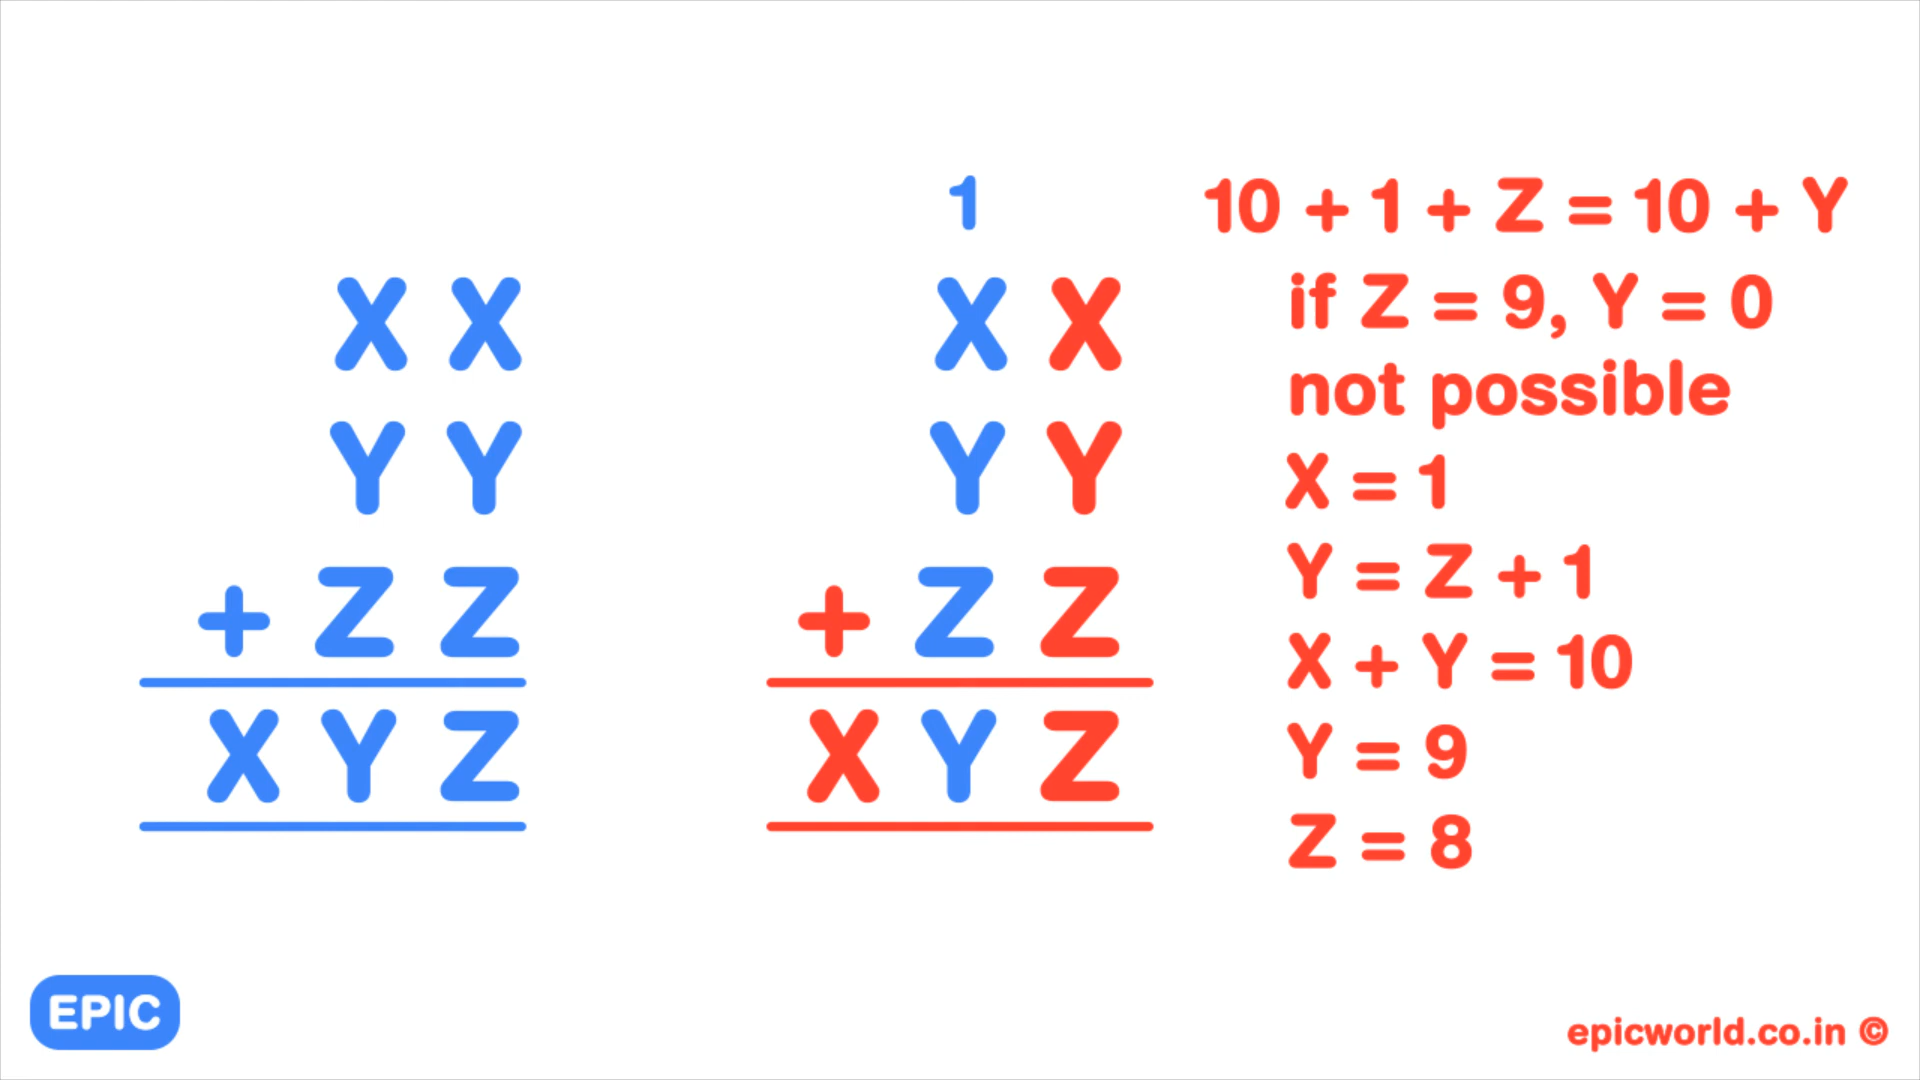 1
10 + 1 + Z = 10 + Y
X X
X X
if Z = 9, Y = 0
not possible
Y Y
Y Y
X = 1
+ Z Z
+ Z Z
Y = Z + 1
X + Y = 10
X Y Z
X Y Z
Y = 9
Z = 8
EPIC
epicworld.co.in ©